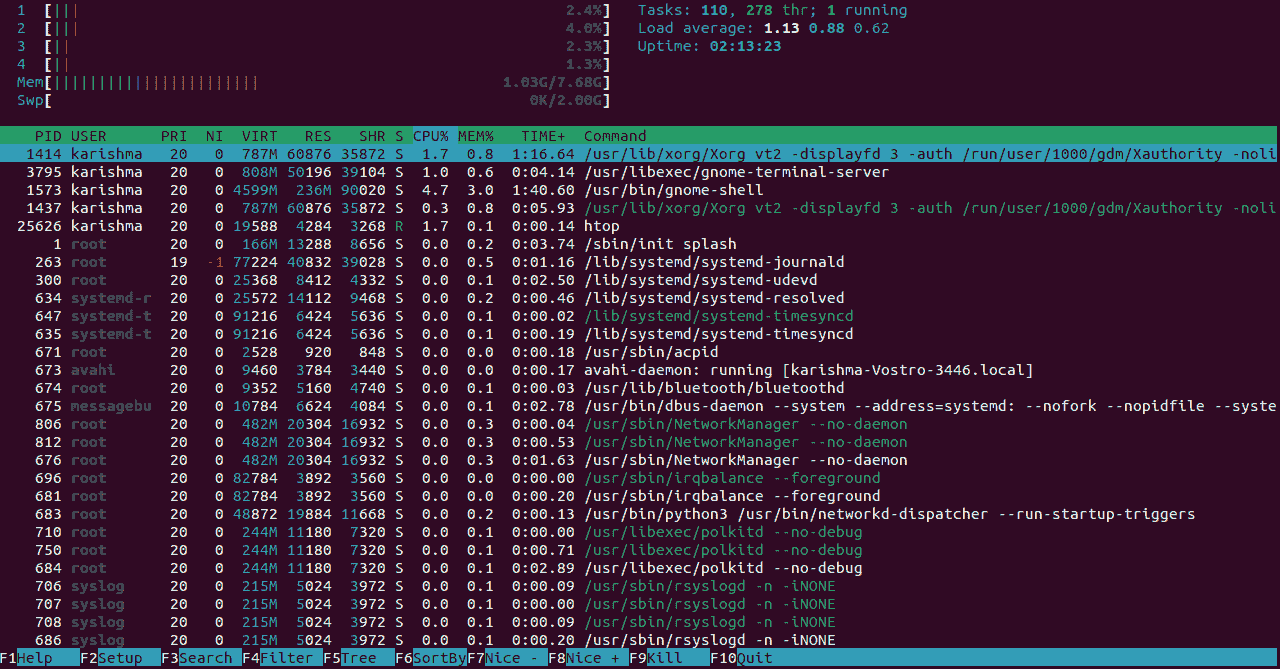 1 [||| 2.4%] Tasks: 110, 278 thr; 1 running
2 [||| 4.0%] Load average: 1.13 0.88 0.62
3 [|| 2.3%] Uptime: 02:13:23
4 [|| 1.3%]
Mem[||||||||||||||||||||||| 1.03G/7.68G]
Swp[ 0K/2.00G]
PID USER PRI NI VIRT RES SHR S CPU% MEM% TIME+ Command
1414 karishma 20 0 787M 60876 35872 S 1.7 0.8 1:16.64 /usr/lib/xorg/Xorg vt2 -displayfd 3 -auth /run/user/1000/gdm/Xauthority -noli
3795 karishma 20 0 808M 50196 39104 S 1.0 0.6 0:04.14 /usr/libexec/gnome-terminal-server
1573 karishma 20 0 4599M 236M 90020 S 4.7 3.0 1:40.60 /usr/bin/gnome-shell
1437 karishma 20 0 787M 60876 35872 S 0.3 0.8 0:05.93 /usr/lib/xorg/Xorg vt2 -displayfd 3 -auth /run/user/1000/gdm/Xauthority -noli
25626 karishma 20 0 19588 4284 3268 R 1.7 0.1 0:00.14 htop
1 root 20 0 166M 13288 8656 S 0.0 0.2 0:03.74 /sbin/init splash
263 root 19 -1 77224 40832 39028 S 0.0 0.5 0:01.16 /lib/systemd/systemd-journald
300 root 20 0 25368 8412 4332 S 0.0 0.1 0:02.50 /lib/systemd/systemd-udevd
634 systemd-r 20 0 25572 14112 9468 S 0.0 0.2 0:00.46 /lib/systemd/systemd-resolved
647 systemd-t 20 0 91216 6424 5636 S 0.0 0.1 0:00.02 /lib/systemd/systemd-timesyncd
635 systemd-t 20 0 91216 6424 5636 S 0.0 0.1 0:00.19 /lib/systemd/systemd-timesyncd
671 root 20 0 2528 920 848 S 0.0 0.0 0:00.18 /usr/sbin/acpid
673 avahi 20 0 9460 3784 3440 S 0.0 0.0 0:00.17 avahi-daemon: running [karishma-Vostro-3446.local]
674 root 20 0 9352 5160 4740 S 0.0 0.1 0:00.03 /usr/lib/bluetooth/bluetoothd
675 messagebu 20 0 10784 6624 4084 S 0.0 0.1 0:02.78 /usr/bin/dbus-daemon --system --address=systemd: --nofork --nopidfile --syste
806 root 20 0 482M 20304 16932 S 0.0 0.3 0:00.04 /usr/sbin/NetworkManager --no-daemon
812 root 20 0 482M 20304 16932 S 0.0 0.3 0:00.53 /usr/sbin/NetworkManager --no-daemon
676 root 20 0 482M 20304 16932 S 0.0 0.3 0:01.63 /usr/sbin/NetworkManager --no-daemon
696 root 20 0 82784 3892 3560 S 0.0 0.0 0:00.00 /usr/sbin/irqbalance --foreground
681 root 20 0 82784 3892 3560 S 0.0 0.0 0:00.20 /usr/sbin/irqbalance --foreground
683 root 20 0 48872 19884 11668 S 0.0 0.2 0:00.13 /usr/bin/python3 /usr/bin/networkd-dispatcher --run-startup-triggers
710 root 20 0 244M 11180 7320 S 0.0 0.1 0:00.00 /usr/libexec/polkitd --no-debug
750 root 20 0 244M 11180 7320 S 0.0 0.1 0:00.71 /usr/libexec/polkitd --no-debug
684 root 20 0 244M 11180 7320 S 0.0 0.1 0:02.89 /usr/libexec/polkitd --no-debug
706 syslog 20 0 215M 5024 3972 S 0.0 0.1 0:00.09 /usr/sbin/rsyslogd -n -iNONE
707 syslog 20 0 215M 5024 3972 S 0.0 0.1 0:00.00 /usr/sbin/rsyslogd -n -iNONE
708 syslog 20 0 215M 5024 3972 S 0.0 0.1 0:00.09 /usr/sbin/rsyslogd -n -iNONE
686 syslog 20 0 215M 5024 3972 S 0.0 0.1 0:00.20 /usr/sbin/rsyslogd -n -iNONE
F1Help F2Setup F3Search F4Filter F5Tree F6SortBy F7Nice - F8Nice + F9Kill F10Quit